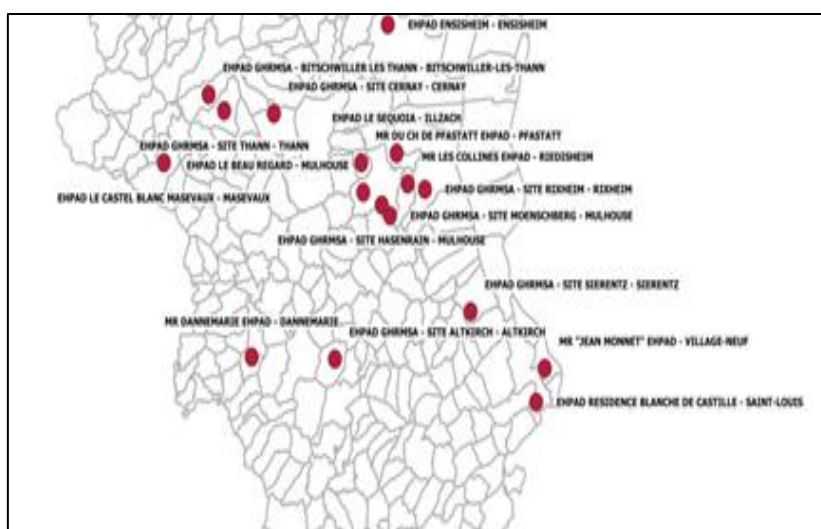 EHPAD ENSISHEIM - ENSISHEIM
EHPAD GHRMSA - BITSCHWILLER LES THANN - BITSCHWILLER-LES-THANN
EHPAD GHRMSA - SITE CERNAY - CERNAY
EHPAD LE SEQUOIA - ILLZACH
MR DU CH DE PFASTATT EHPAD - PFASTATT
EHPAD GHRMSA - SITE THANN - THANN
MR LES COLLINES EHPAD - RIEDISHEIM
EHPAD LE BEAU REGARD - MULHOUSE
EHPAD GHRMSA - SITE RIXHEIM - RIXHEIM
EHPAD LE CASTEL BLANC MASEVAUX - MASEVAUX
EHPAD GHRMSA - SITE MOENSCHBERG - MULHOUSE
EHPAD GHRMSA - SITE HASENRAIN - MULHOUSE
EHPAD GHRMSA - SITE SIERENTZ - SIERENTZ
MR DANNEMARIE EHPAD - DANNEMARIE
EHPAD GHRMSA - SITE ALTKIRCH - ALTKIRCH
MR "JEAN MONNET" EHPAD - VILLAGE-NEUF
EHPAD RESIDENCE BLANCHE DE CASTILLE - SAINT-LOUIS